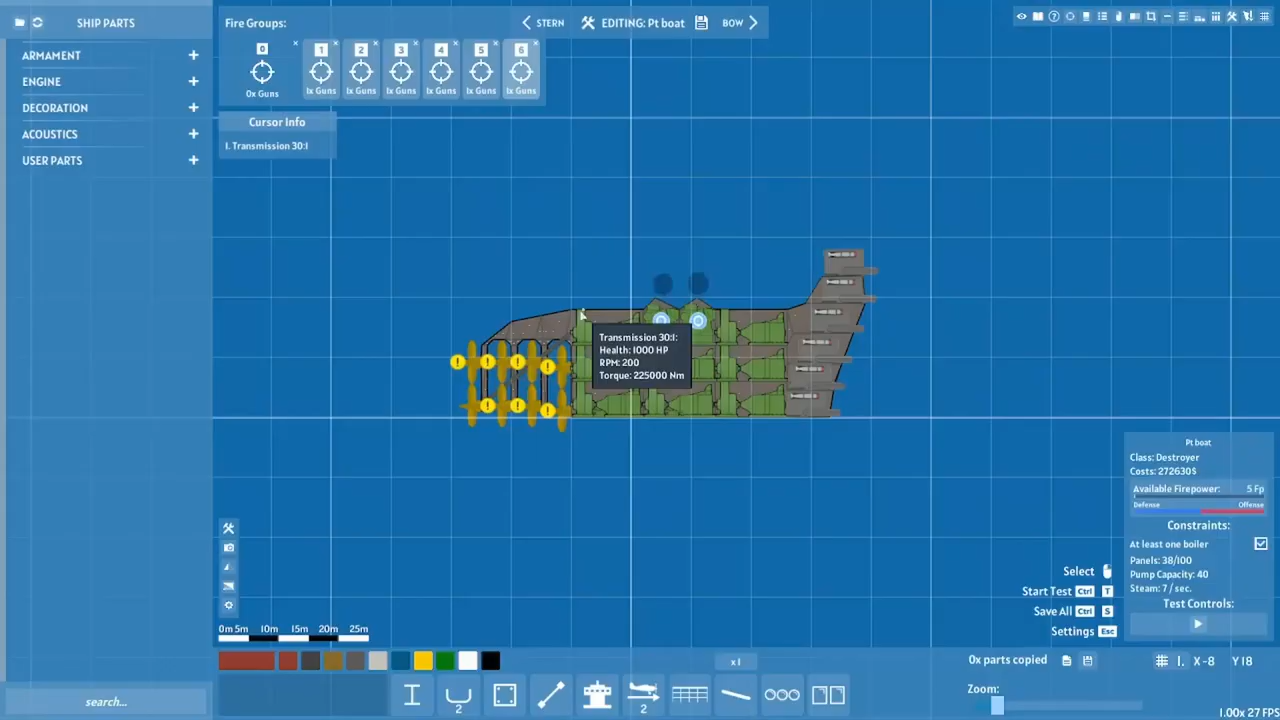 SHIP PARTS
ARMAMENT +
ENGINE +
DECORATION +
ACOUSTICS +
USER PARTS +
search...
Fire Groups:
STERN
EDITING: Pt boat
BOW
0 1 2 3 4 5 6
0x Guns 1x Guns 1x Guns 1x Guns 1x Guns 1x Guns 1x Guns
Cursor Info
1. Transmission 30:1
Transmission 30:1:
Health: 1000 HP
RPM: 200
Torque: 225000 Nm
Pt boat
Class: Destroyer
Costs: 272630$
Available Firepower: 5 Fp
Defense Offense
Constraints:
At least one boiler
Panels: 38/100
Pump Capacity: 40
Steam: 7 / sec.
Test Controls:
Select
Start Test Ctrl T
Save All Ctrl S
Settings Esc
0m 5m 10m 15m 20m 25m
x1
0x parts copied
1. X-8 Y18
2
2
Zoom:
1.00x 27 FPS